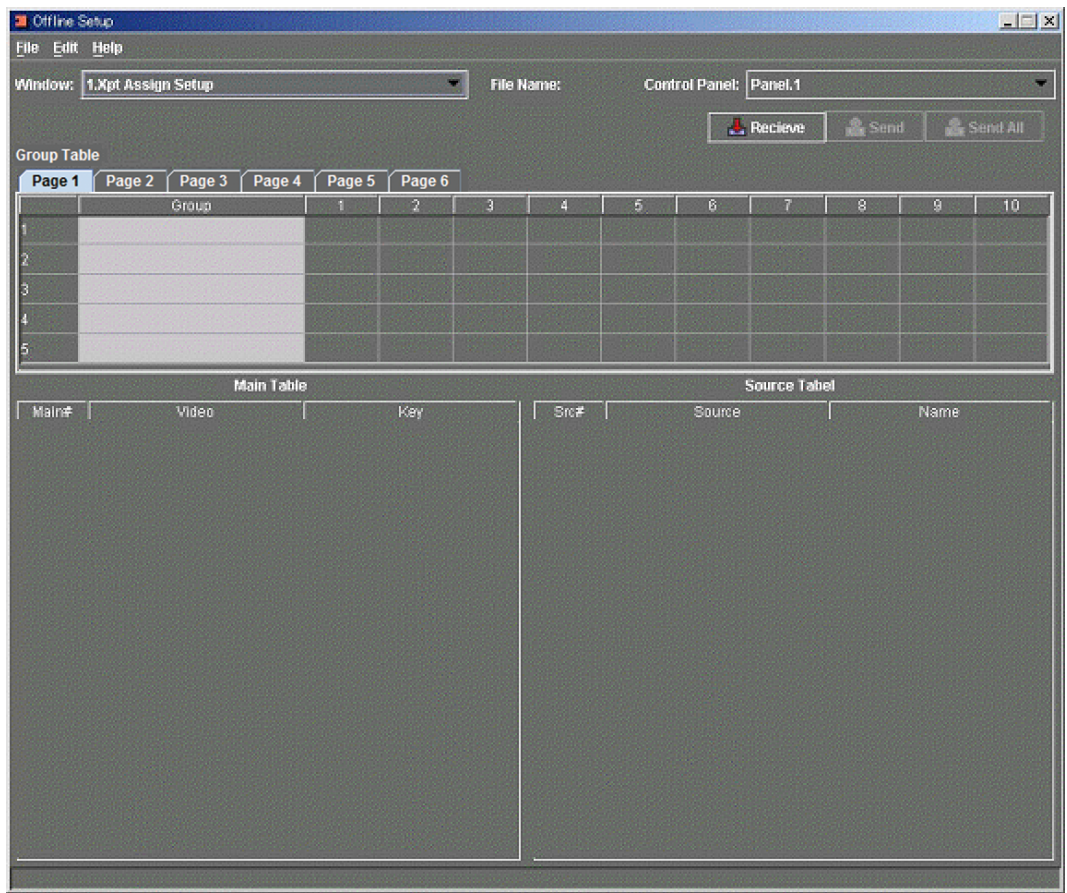 Offline Setup
File Edit Help
Window: 1.Xpt Assign Setup File Name: Control Panel: Panel.1
Recieve Send Send All
Group Table
Page 1 Page 2 Page 3 Page 4 Page 5 Page 6
Group 1 2 3 4 5 6 7 8 9 10
1
2
3
4
5
Main Table Source Tabel
Main# Video Key Src# Source Name